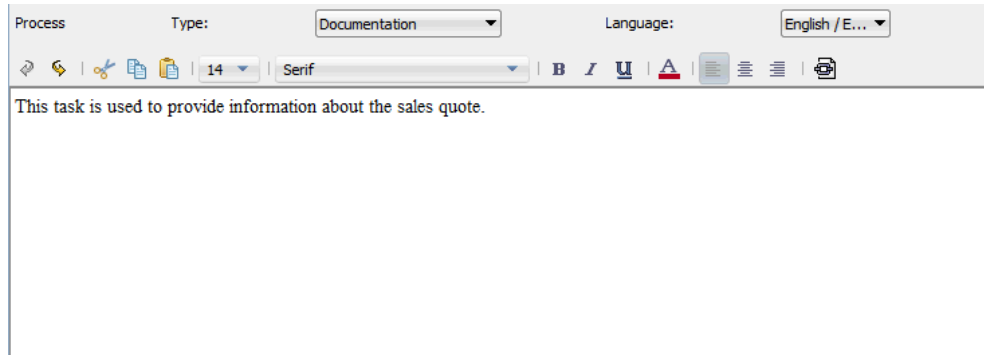 Process Type: Documentation Language: English / E...
14 Serif B I U A
This task is used to provide information about the sales quote.